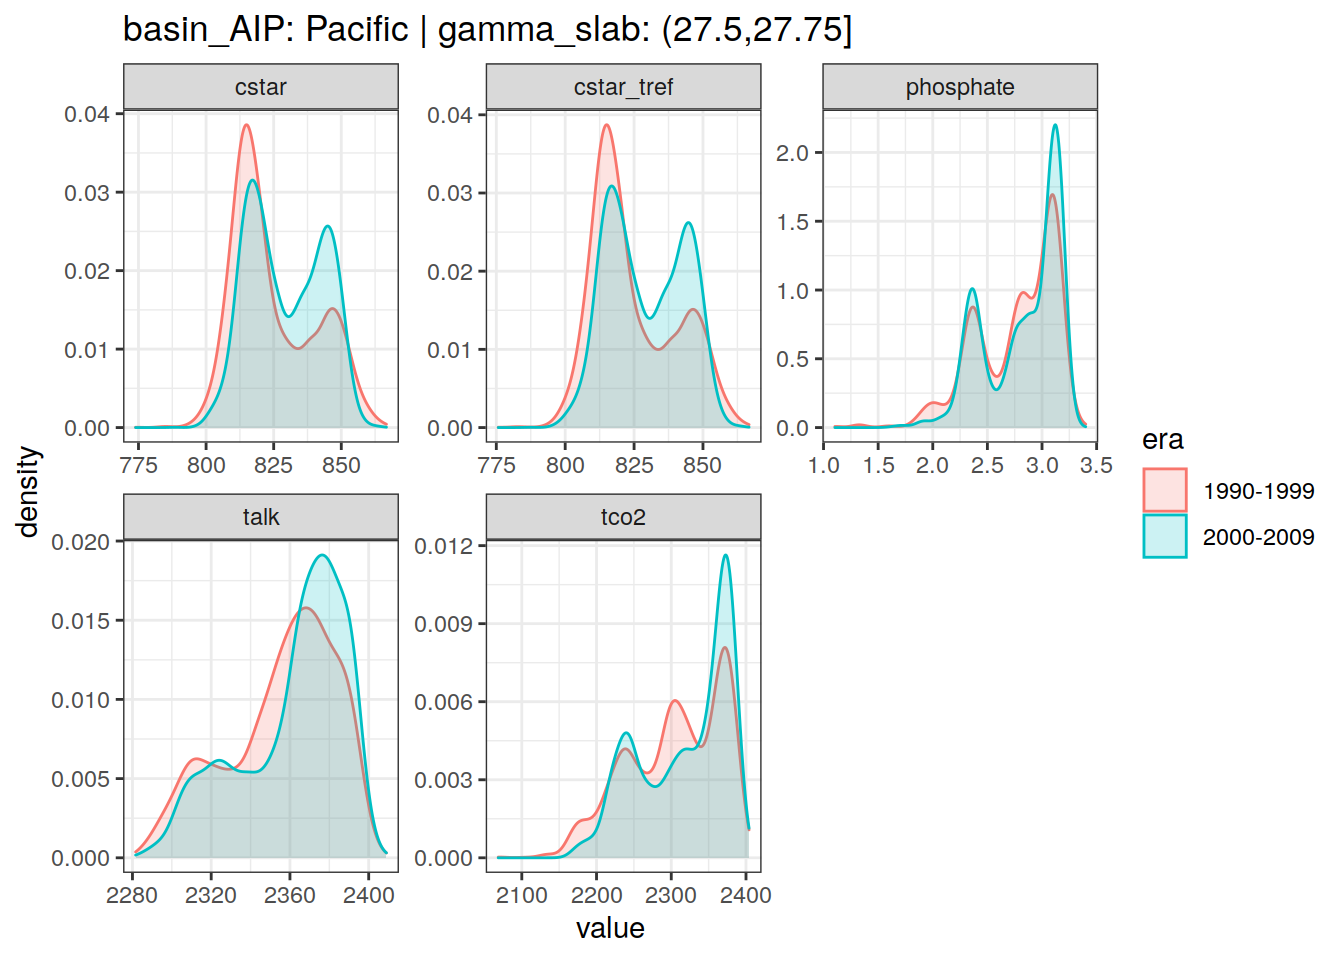 basin_AIP: Pacific | gamma_slab: (27.5,27.75]
cstar
cstar_tref
phosphate
0.04
0.03
0.02
0.01
0.00
775 800 825 850
0.04
0.03
0.02
0.01
0.00
775 800 825 850
2.0
1.5
1.0
0.5
0.0
1.0 1.5 2.0 2.5 3.0 3.5
talk
tco2
0.020
0.015
0.010
0.005
0.000
2280 2320 2360 2400
0.012
0.009
0.006
0.003
0.000
2100 2200 2300 2400
density
value
era
1990-1999
2000-2009